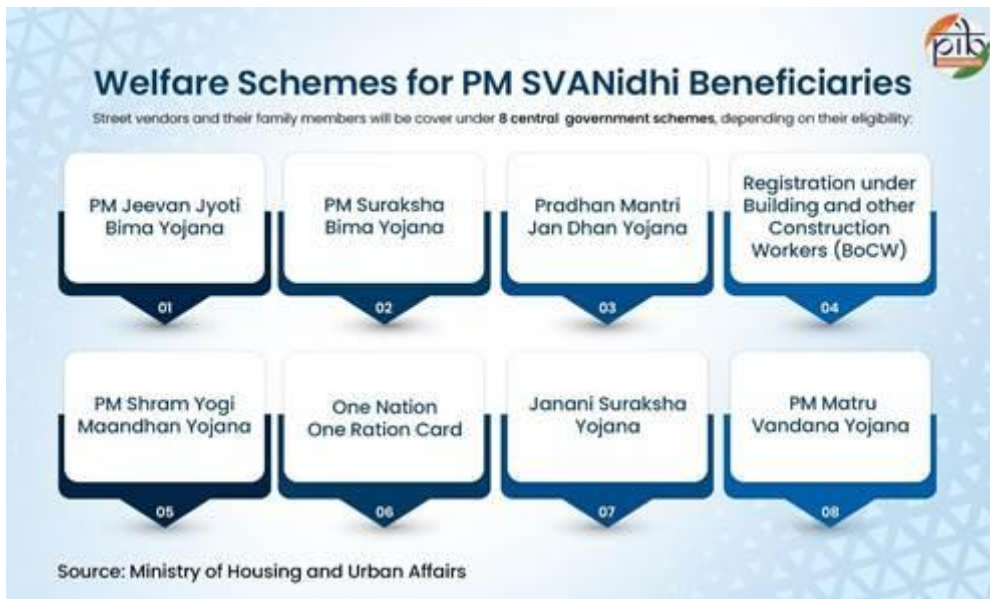 pib
Welfare Schemes for PM SVANidhi Beneficiaries
Street vendors and their family members will be cover under 8 central government schemes, depending on their eligibility:
PM Jeevan Jyoti
Bima Yojana
01
PM Suraksha
Bima Yojana
02
Pradhan Mantri
Jan Dhan Yojana
03
Registration under
Building and other
Construction
Workers (BoCW)
04
PM Shram Yogi
Maandhan Yojana
05
One Nation
One Ration Card
06
Janani Suraksha
Yojana
07
PM Matru
Vandana Yojana
08
Source: Ministry of Housing and Urban Affairs